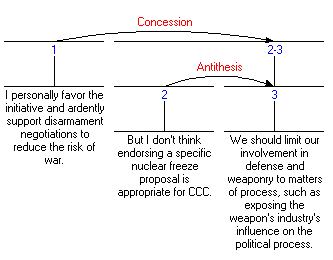 Concession
1
2-3
Antithesis
I personally favor the
initiative and ardently
support disarmament
negotiations to
reduce the risk of
war.
2
But I don't think
endorsing a specific
nuclear freeze
proposal is
appropriate for CCC.
3
We should limit our
involvement in
defense and
weaponry to matters
of process, such as
exposing the
weapon's industry's
influence on the
political process.